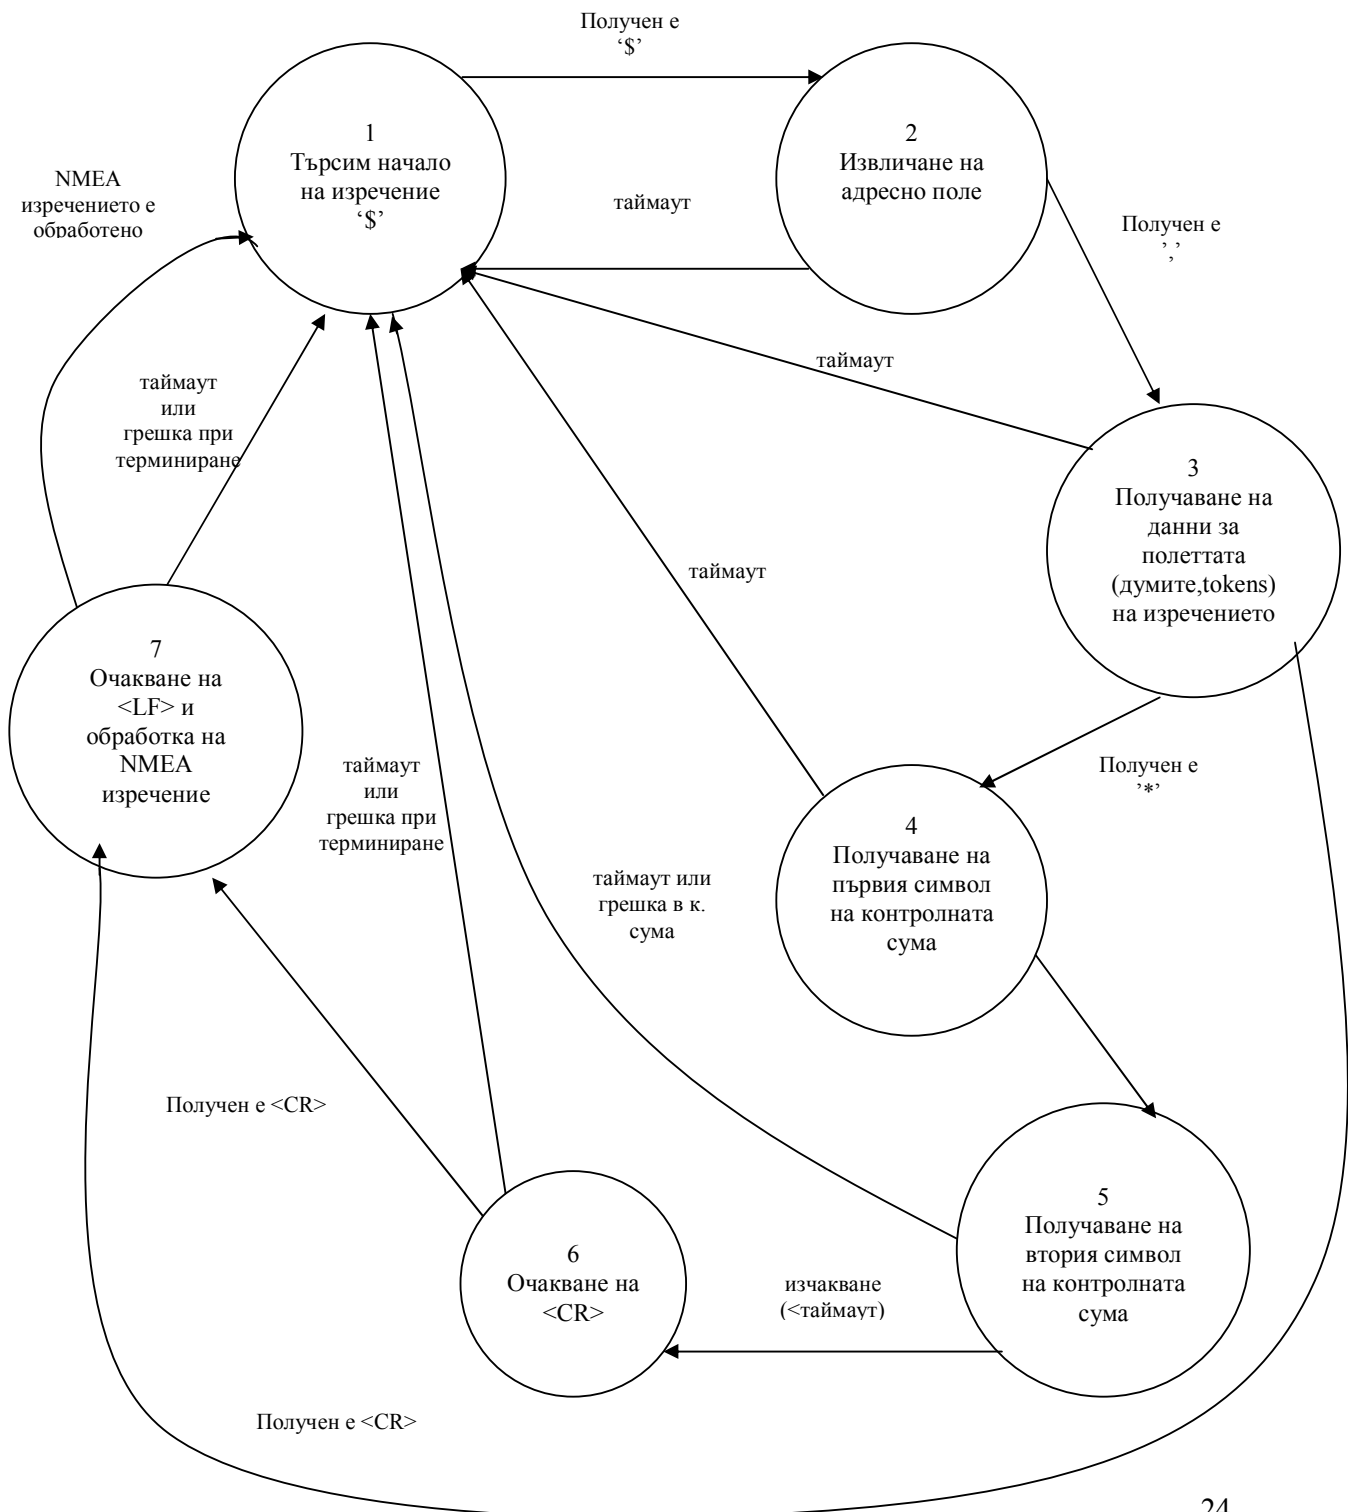 Получен е
‘$’
1
Търсим начало
на изречение
‘$’
2
Извличане на
адресно поле
NMEA
изречението е
обработено
таймаут
Получен е
’,’
таймаут
таймаут
или
грешка при
терминиране
3
Получаване на
данни за
полеттата
(думите,tokens)
на изречението
таймаут
7
Очакване на
<LF> и
обработка на
NMEA
изречение
таймаут
или
грешка при
терминиране
Получен е
’*’
4
Получаване на
първия символ
на контролната
сума
таймаут или
грешка в к.
сума
Получен е <CR>
5
Получаване на
втория символ
на контролната
сума
6
Очакване на
<CR>
изчакване
(<таймаут)
Получен е <CR>
24